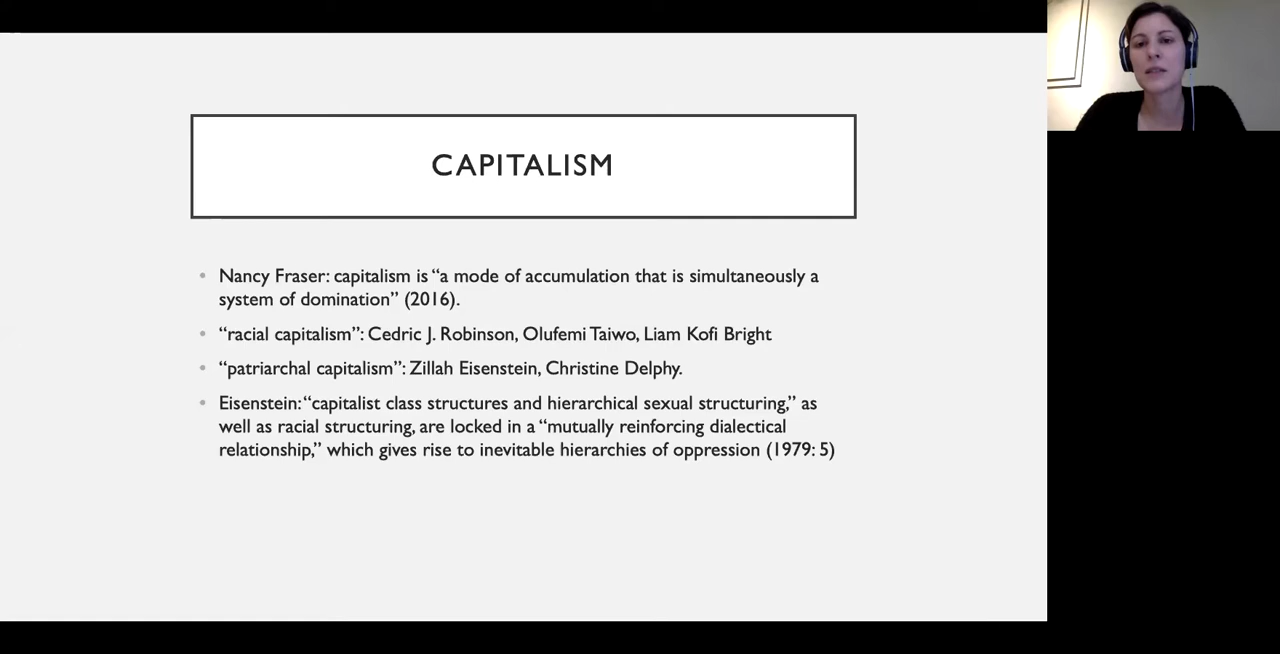 CAPITALISM
• Nancy Fraser: capitalism is “a mode of accumulation that is simultaneously a
system of domination” (2016).
• “racial capitalism”: Cedric J. Robinson, Olufemi Taiwo, Liam Kofi Bright
• “patriarchal capitalism”: Zillah Eisenstein, Christine Delphy.
• Eisenstein: “capitalist class structures and hierarchical sexual structuring,” as
well as racial structuring, are locked in a “mutually reinforcing dialectical
relationship,” which gives rise to inevitable hierarchies of oppression (1979: 5)